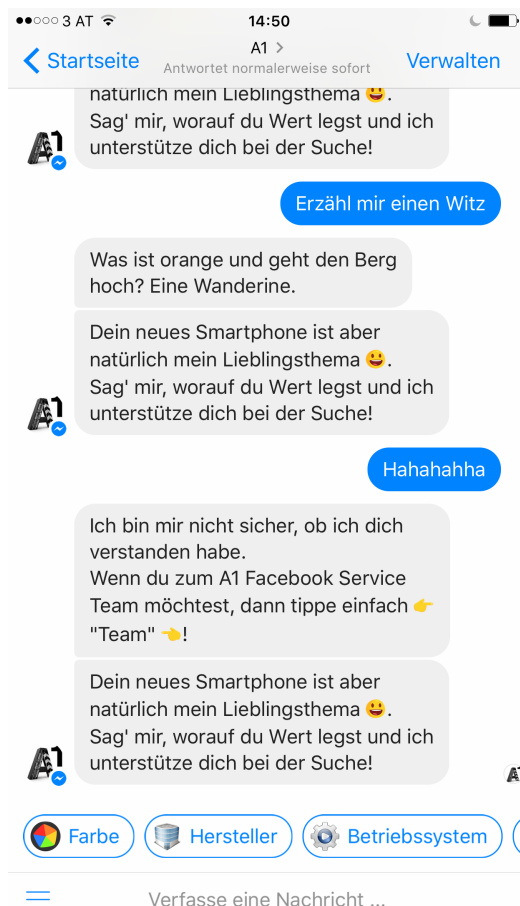 3 AT 14:50
Startseite A1 Verwalten
Antwortet normalerweise sofort
natürlich mein Lieblingsthema 😃.
Sag' mir, worauf du Wert legst und ich
unterstütze dich bei der Suche!
A1
Erzähl mir einen Witz
Was ist orange und geht den Berg
hoch? Eine Wanderine.
Dein neues Smartphone ist aber
natürlich mein Lieblingsthema 😃.
Sag' mir, worauf du Wert legst und ich
unterstütze dich bei der Suche!
A1
Hahahahha
Ich bin mir nicht sicher, ob ich dich
verstanden habe.
Wenn du zum A1 Facebook Service
Team möchtest, dann tippe einfach 👉
"Team" 👈!
Dein neues Smartphone ist aber
natürlich mein Lieblingsthema 😃.
Sag' mir, worauf du Wert legst und ich
unterstütze dich bei der Suche!
A1
Farbe Hersteller Betriebssystem
Verfasse eine Nachricht ...